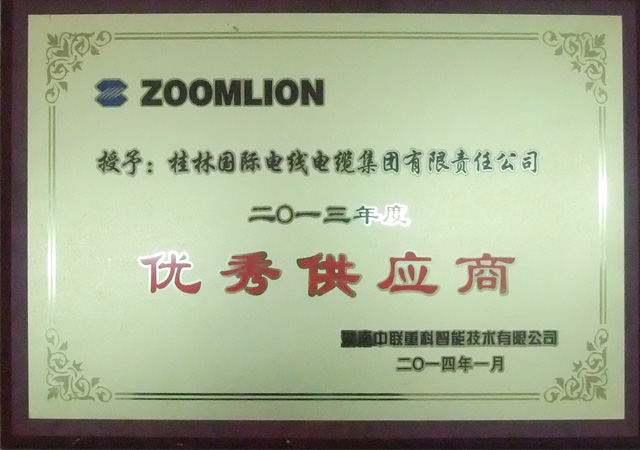 ZOOMLION
授予：桂林国际电线电缆集团有限责任公司
二〇一三年度
优秀供应商
湖南中联重科智能技术有限公司
二〇一四年一月